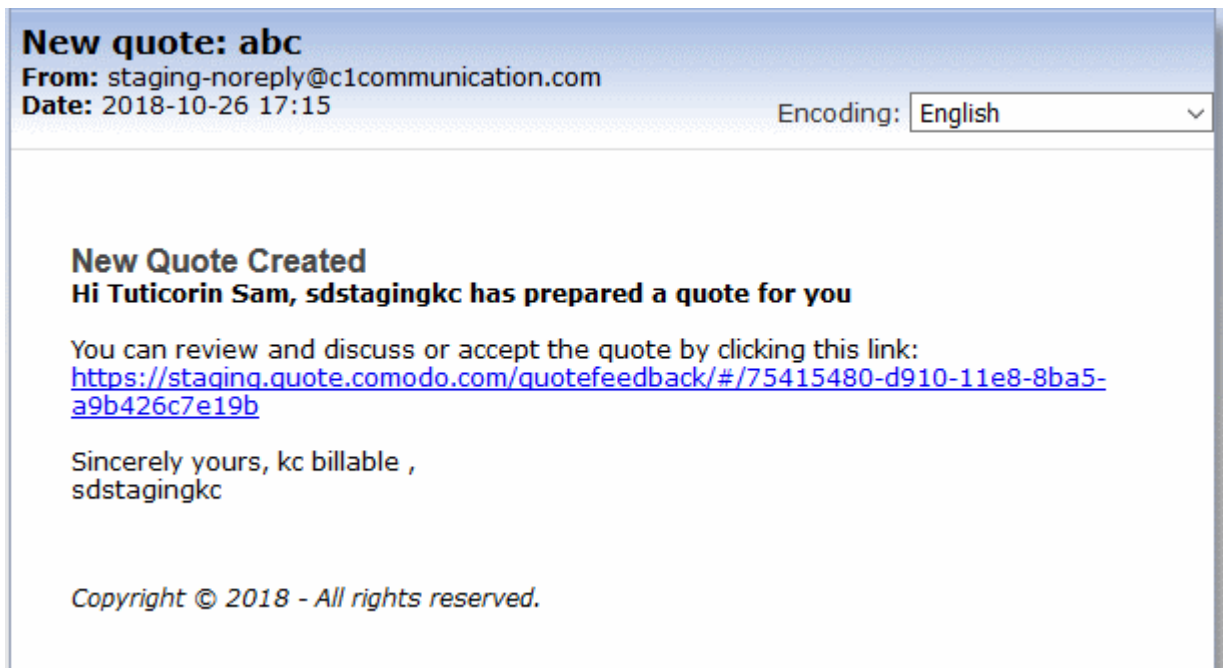 New quote: abc
From: staging-noreply@c1communication.com
Date: 2018-10-26 17:15
Encoding: English
New Quote Created
Hi Tuticorin Sam, sdstagingkc has prepared a quote for you
You can review and discuss or accept the quote by clicking this link:
https://staging.quote.comodo.com/quotefeedback/#/75415480-d910-11e8-8ba5-
a9b426c7e19b
Sincerely yours, kc billable ,
sdstagingkc
Copyright © 2018 - All rights reserved.